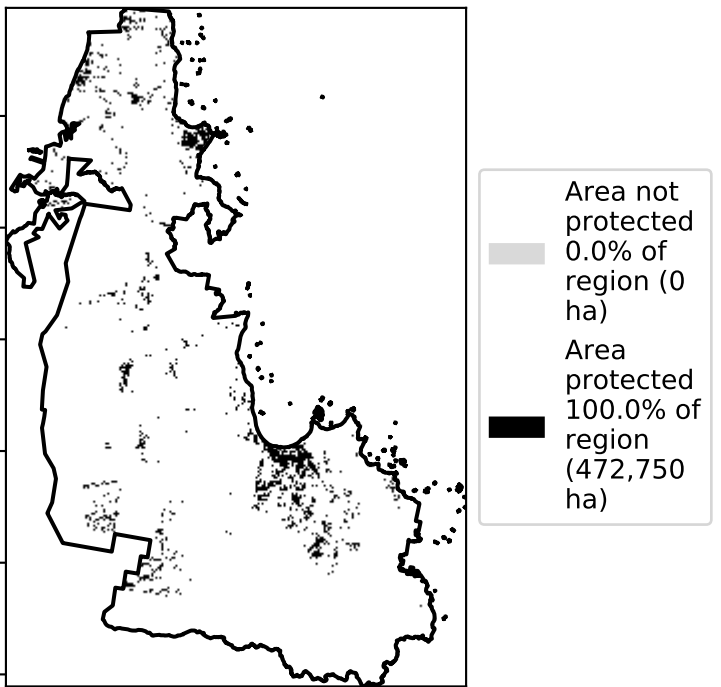 Area not
protected
0.0% of
region (0
ha)
Area
protected
100.0% of
region
(472,750
ha)